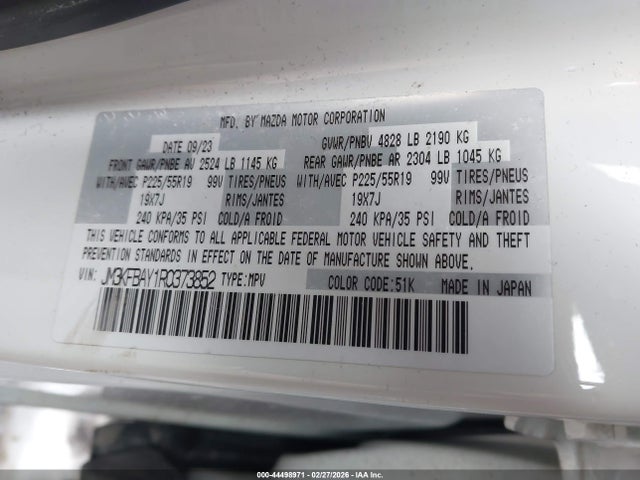 MFD. BY MAZDA MOTOR CORPORATION
DATE 09/23 GVWR/PNBV 4828 LB 2190 KG
FRONT GAWR/PNBE AV 2524 LB 1145 KG REAR GAWR/PNBE AR 2304 LB 1045 KG
WITH/AVEC P225/55R19 99V TIRES/PNEUS WITH/AVEC P225/55R19 99V TIRES/PNEUS
19X7J RIMS/JANTES 19X7J RIMS/JANTES
240 KPA/35 PSI COLD/A FROID 240 KPA/35 PSI COLD/A FROID
THIS VEHICLE CONFORMS TO ALL APPLICABLE FEDERAL MOTOR VEHICLE SAFETY AND THEFT
PREVENTION STANDARDS IN EFFECT ON THE DATE OF MANUFACTURE SHOWN ABOVE.
VIN: JM3KFBAY1R0373852 TYPE:MPV COLOR CODE:51K MADE IN JAPAN
000-44498971 - 02/27/2026 - IAA Inc.